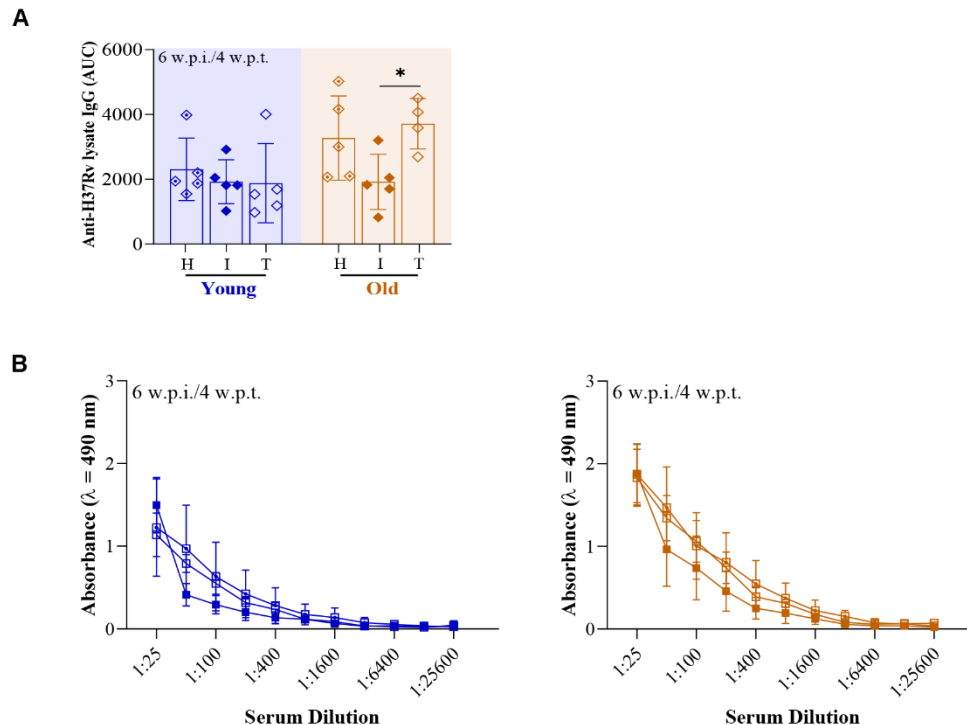 A
Anti-H37Rv lysate IgG (AUC)
6000
4000
2000
0
6 w.p.i./4 w.p.t.
*
H I T H I T
Young Old
B
Absorbance (λ = 490 nm)
3
2
1
0
6 w.p.i./4 w.p.t.
1:25 1:100 1:400 1:1600 1:6400 1:25600
Serum Dilution
Absorbance (λ = 490 nm)
3
2
1
0
6 w.p.i./4 w.p.t.
1:25 1:100 1:400 1:1600 1:6400 1:25600
Serum Dilution